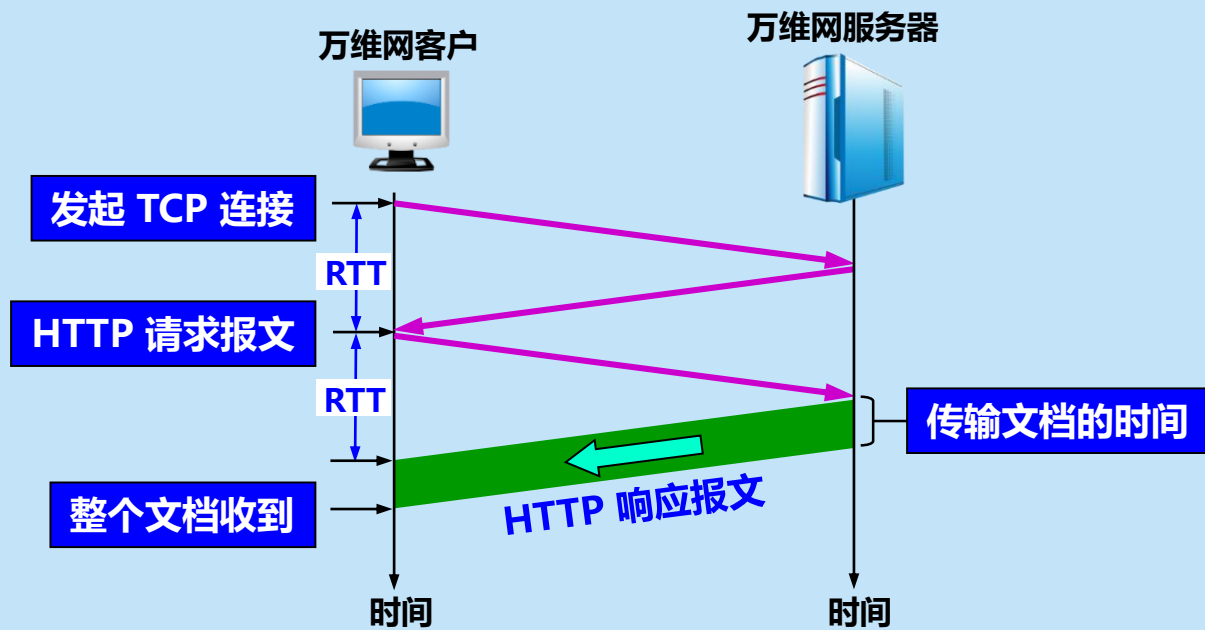 万维网客户
万维网服务器
发起 TCP 连接
RTT
HTTP 请求报文
RTT
传输文档的时间
整个文档收到
HTTP 响应报文
时间
时间